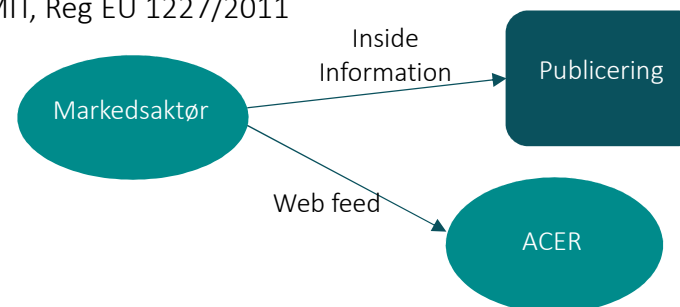 Reg EU 1227/2011
Inside
Information
Publicering
Markedsaktør
Web feed
ACER